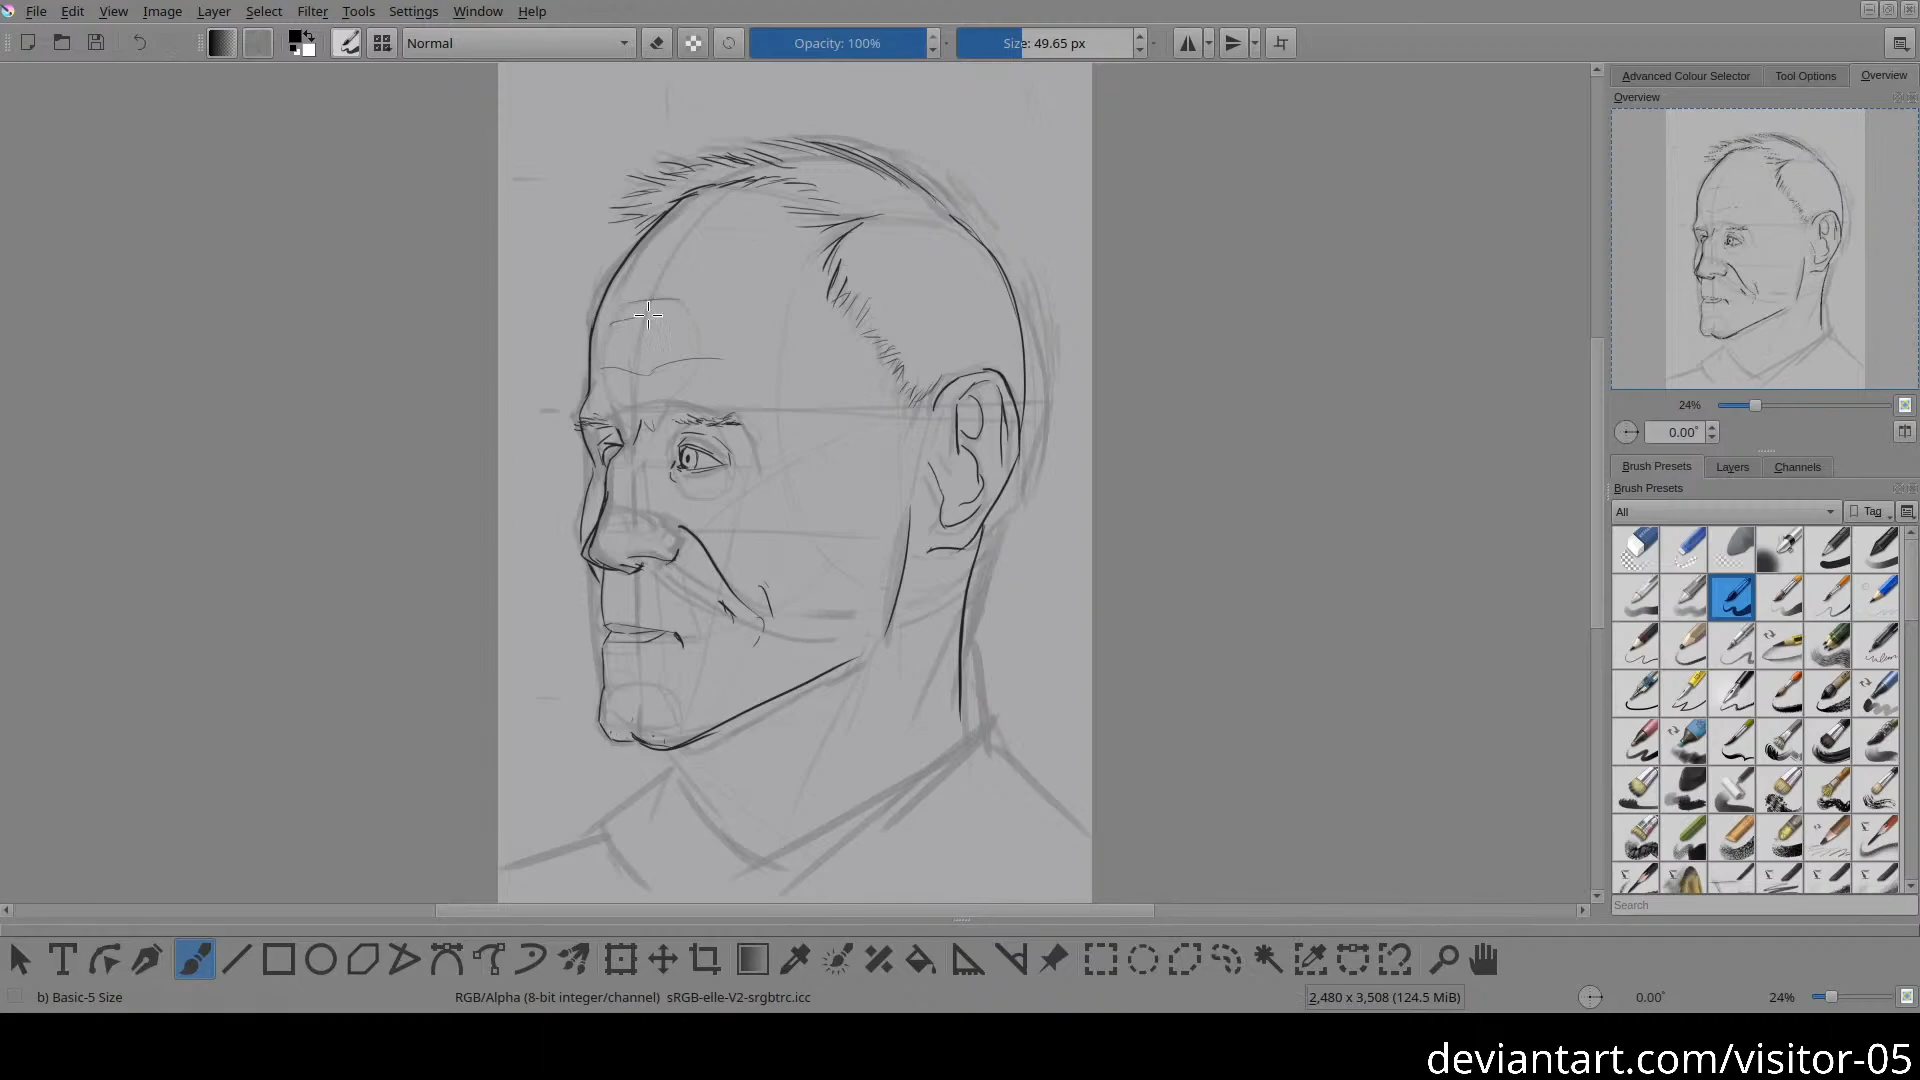 File Edit View Image Layer Select Filter Tools Settings Window Help
Normal
Opacity: 100%
Size: 49.65 px
Advanced Colour Selector Tool Options Overview
Overview
24%
0.00°
Brush Presets Layers Channels
Brush Presets
All
Tag
Search
b) Basic-5 Size
RGB/Alpha (8-bit integer/channel) sRGB-elle-V2-srgbtrc.icc
2,480 x 3,508 (124.5 MiB)
0.00°
24%
deviantart.com/visitor-05